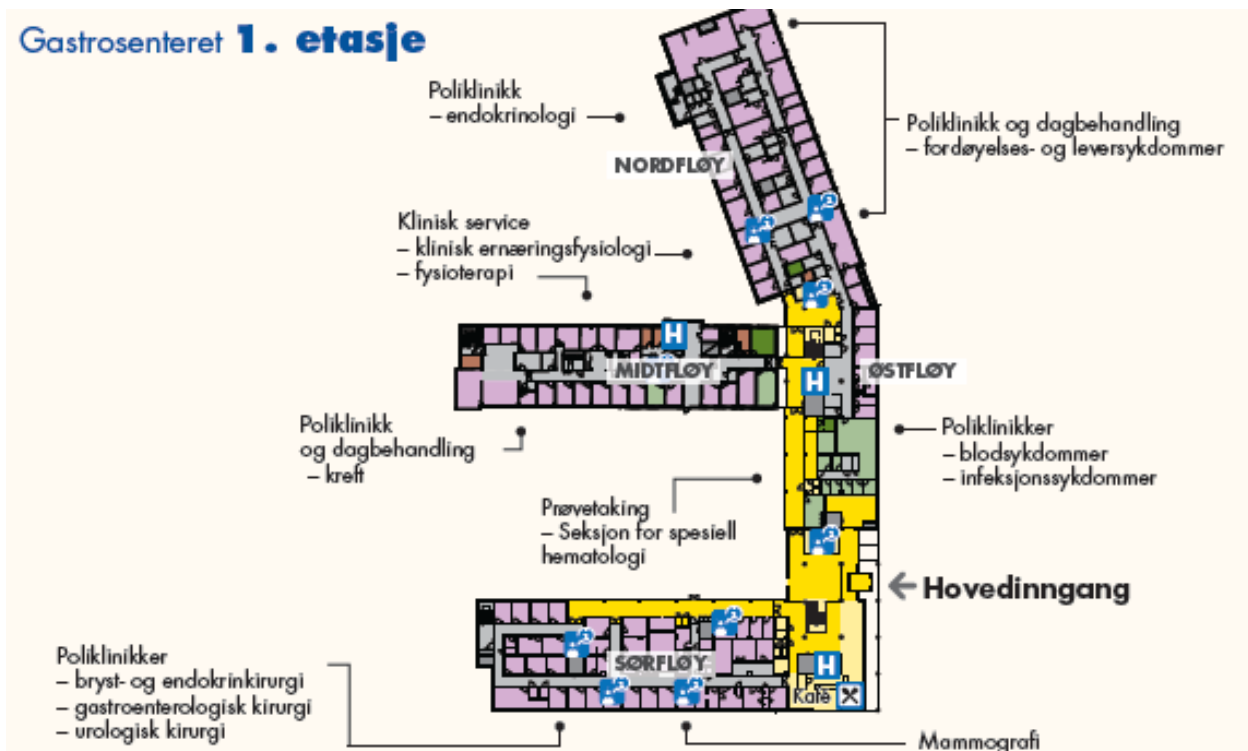 Gastrosenteret 1. etasje
Poliklinikk
– endokrinologi
Poliklinikk og dagbehandling
– fordøyelses- og leversykdommer
NORDFLØY
Klinisk service
– klinisk ernæringsfysiologi
– fysioterapi
H
MIDTFLØY
H
ØSTFLØY
Poliklinikk
og dagbehandling
– kreft
Poliklinikker
– blodsykdommer
– infeksjonssykdommer
Prøvetaking
– Seksjon for spesiell
hematologi
Hovedinngang
Poliklinikker
– bryst- og endokrinkirurgi
– gastroenterologisk kirurgi
– urologisk kirurgi
SØRFLØY
H
Kafè
Mammografi